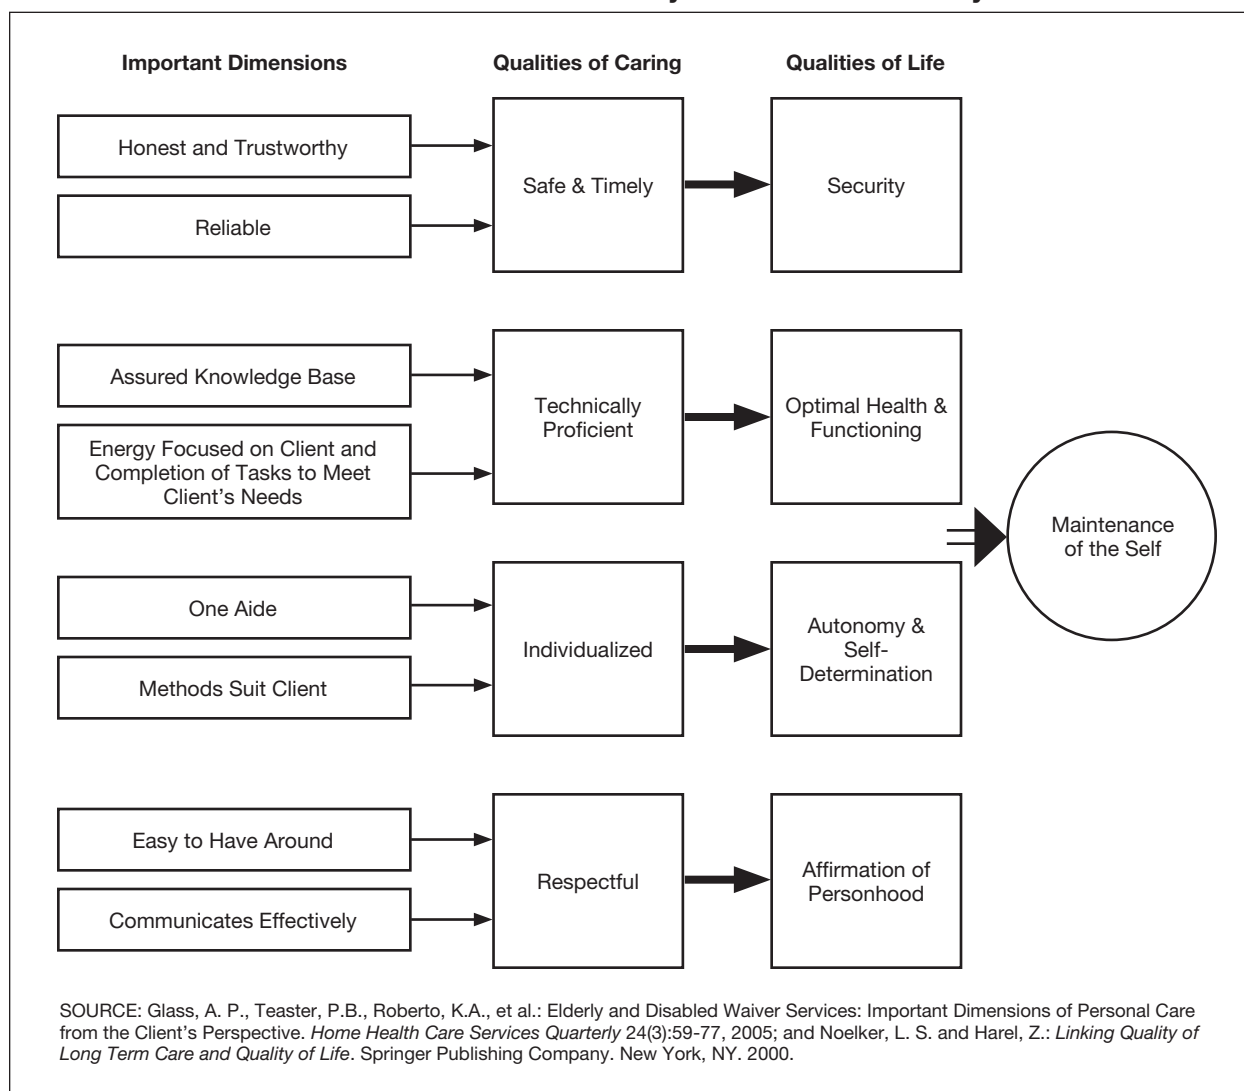 Important Dimensions
Qualities of Caring
Qualities of Life
Honest and Trustworthy
Reliable
Safe & Timely
Security
Assured Knowledge Base
Energy Focused on Client and
Completion of Tasks to Meet
Client’s Needs
Technically
Proficient
Optimal Health &
Functioning
One Aide
Methods Suit Client
Individualized
Autonomy &
Self-
Determination
Easy to Have Around
Communicates Effectively
Respectful
Affirmation of
Personhood
Maintenance
of the Self
SOURCE: Glass, A. P., Teaster, P.B., Roberto, K.A., et al.: Elderly and Disabled Waiver Services: Important Dimensions of Personal Care
from the Client’s Perspective. Home Health Care Services Quarterly 24(3):59-77, 2005; and Noelker, L. S. and Harel, Z.: Linking Quality of
Long Term Care and Quality of Life. Springer Publishing Company. New York, NY. 2000.